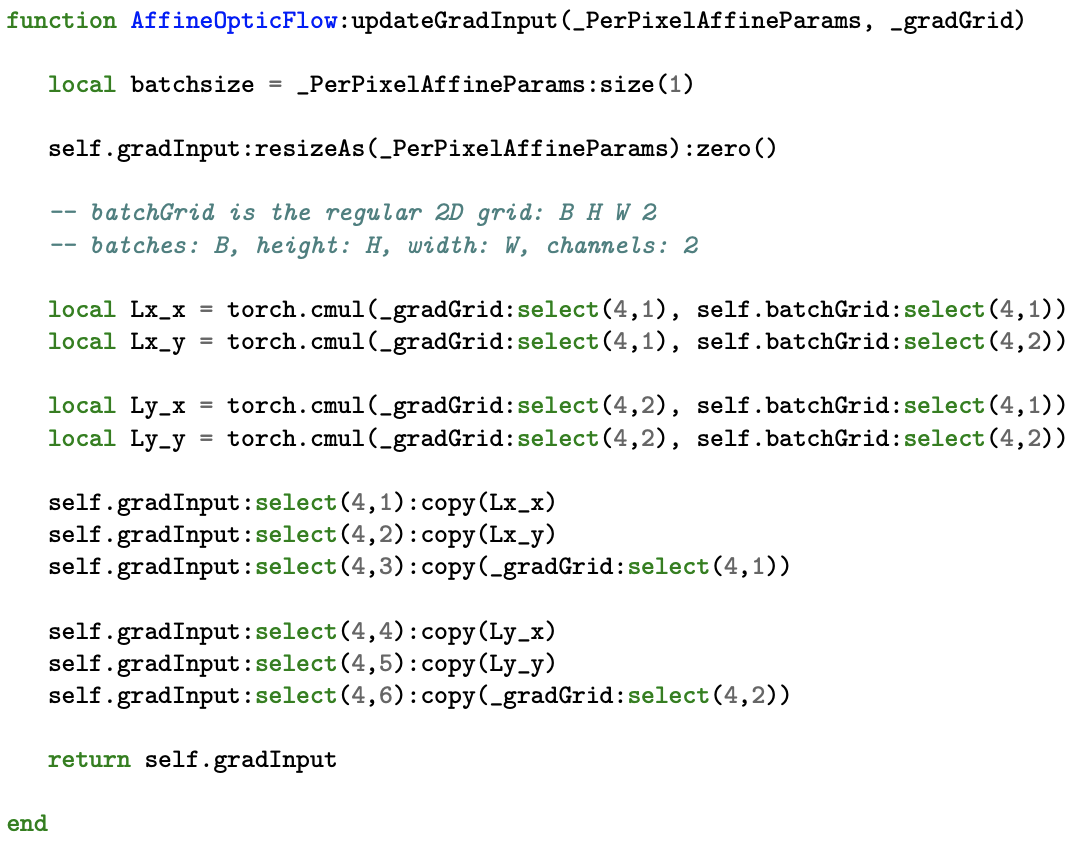 function AffineOpticFlow:updateGradInput(_PerPixelAffineParams, _gradGrid)
local batchsize = _PerPixelAffineParams:size(1)
self.gradInput:resizeAs(_PerPixelAffineParams):zero()
-- batchGrid is the regular 2D grid: B H W 2
-- batches: B, height: H, width: W, channels: 2
local Lx_x = torch.cmul(_gradGrid:select(4,1), self.batchGrid:select(4,1))
local Lx_y = torch.cmul(_gradGrid:select(4,1), self.batchGrid:select(4,2))
local Ly_x = torch.cmul(_gradGrid:select(4,2), self.batchGrid:select(4,1))
local Ly_y = torch.cmul(_gradGrid:select(4,2), self.batchGrid:select(4,2))
self.gradInput:select(4,1):copy(Lx_x)
self.gradInput:select(4,2):copy(Lx_y)
self.gradInput:select(4,3):copy(_gradGrid:select(4,1))
self.gradInput:select(4,4):copy(Ly_x)
self.gradInput:select(4,5):copy(Ly_y)
self.gradInput:select(4,6):copy(_gradGrid:select(4,2))
return self.gradInput
end